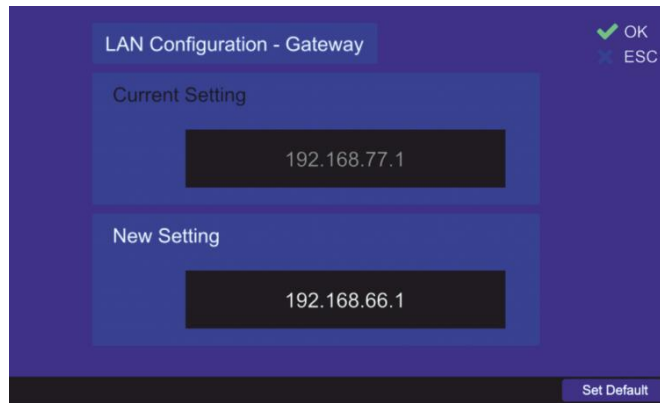 LAN Configuration - Gateway
OK
ESC
Current Setting
192.168.77.1
New Setting
192.168.66.1
Set Default